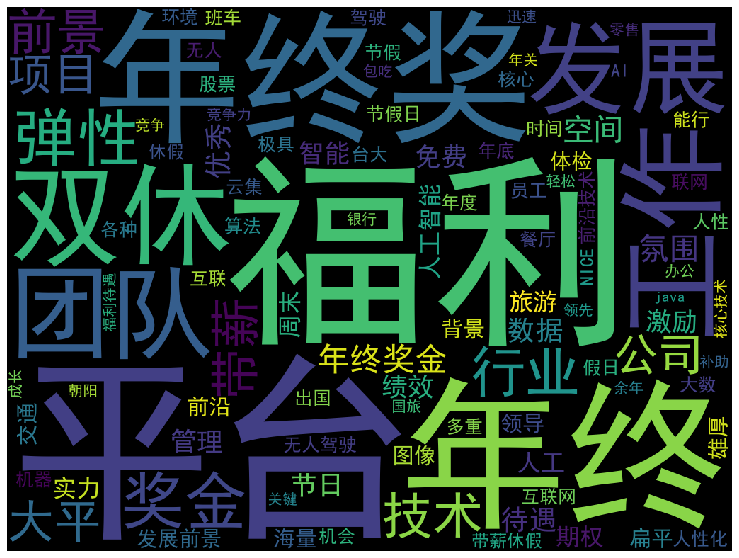 前景
环境
班车
驾驶
迅速
零售
年终奖
发展
无人
节假
包吃
年关
AI
项目
股票
核心
弹性
竞争力
竞争
节假日
时间
空间
能行
工作
优秀
休假
极具
智能
台大
免费
年底
体检
联网
双休
福利
云集
人工智能
年度
员工
轻松
前沿技术
人性
各种
算法
银行
餐厅
NICE
氛围
团队
福利待遇
互联
周末
旅游
领先
办公
java
核心技术
带薪
背景
数据
激励
平台
年终奖金
行业
公司
成长
朝阳
出国
绩效
国旅
假日
余年
补助
大数
年终
交通
前沿
管理
无人驾驶
多重
领导
雄厚
机器
实力
奖金
关键
节日
图像
人工
互联网
大平
发展前景
海量
机会
技术
带薪休假
待遇
期权
扁平
人性化